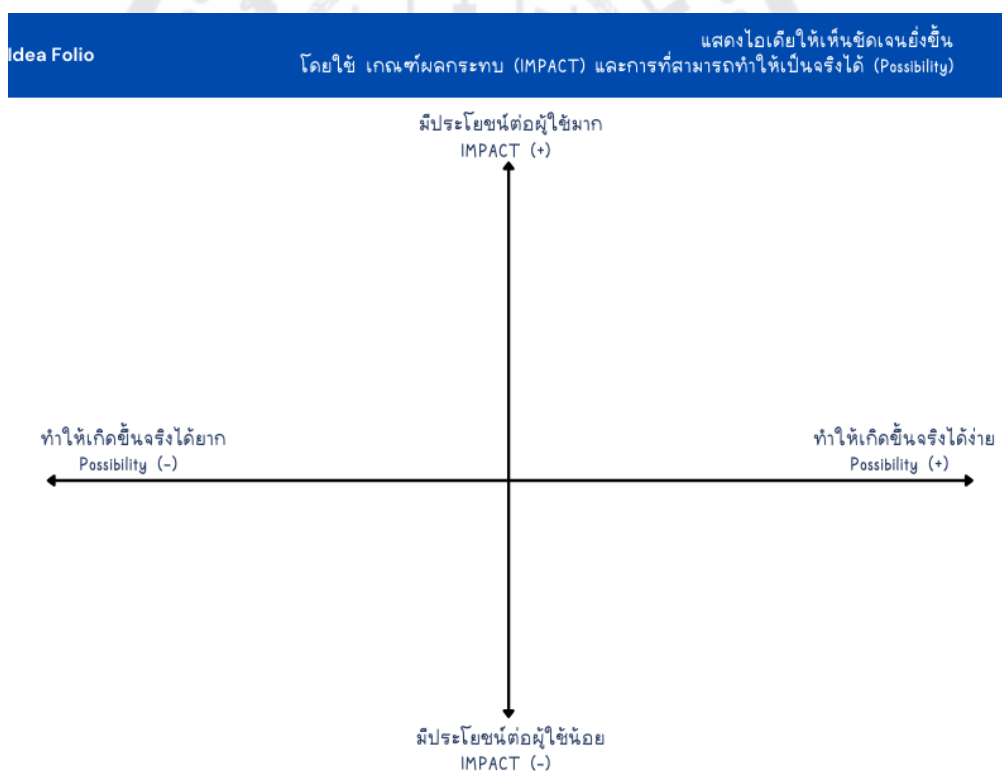 Idea Folio
แสดงไอเดียให้เห็นชัดเจนยิ่งขึ้น
โดยใช้ เกณฑ์ผลกระทบ (IMPACT) และการที่สามารถทำให้เป็นจริงได้ (Possibility)
มีประโยชน์ต่อผู้ใช้มาก
IMPACT (+)
ทำให้เกิดขึ้นจริงได้ยาก
Possibility (-)
ทำให้เกิดขึ้นจริงได้ง่าย
Possibility (+)
มีประโยชน์ต่อผู้ใช้น้อย
IMPACT (-)